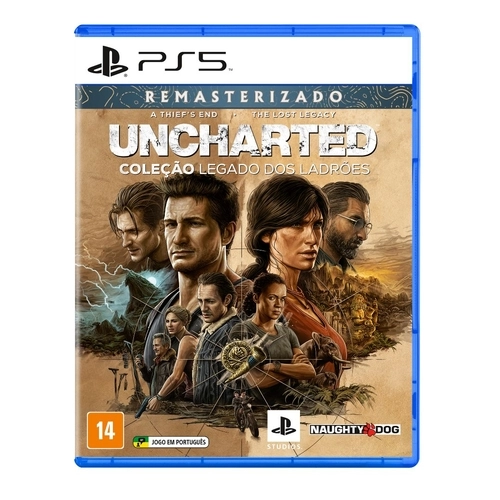 PS5
REMASTERIZADO
A THIEF'S END · THE LOST LEGACY
UNCHARTED
COLEÇÃO LEGADO DOS LADRÕES
14
JOGO EM PORTUGUÊS
STUDIOS
NAUGHTY DOG